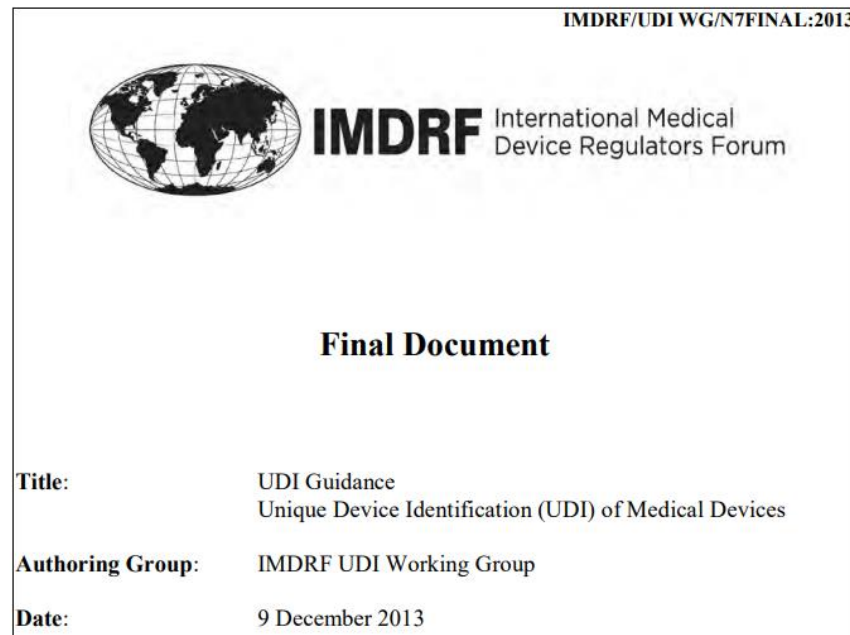 IMDRF/UDI WG/N7FINAL:2013
IMDRF International Medical
Device Regulators Forum
Final Document
Title: UDI Guidance
Unique Device Identification (UDI) of Medical Devices
Authoring Group: IMDRF UDI Working Group
Date: 9 December 2013